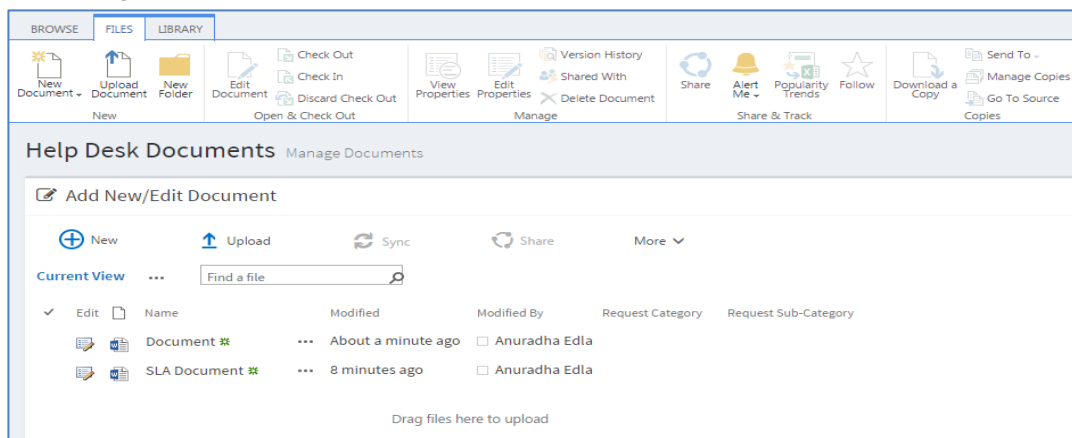 BROWSE FILES LIBRARY
New Document Upload Document New Folder
New
Edit Document Check Out
Check In
Discard Check Out
Open & Check Out
View Properties Edit Properties Version History
Shared With
Delete Document
Manage
Share Alert Me Popularity Trends Follow
Share & Track
Download a Copy Send To
Manage Copies
Go To Source
Copies
Help Desk Documents Manage Documents
Add New/Edit Document
New Upload Sync Share More
Current View ... Find a file
Edit Name Modified Modified By Request Category Request Sub-Category
Document ... About a minute ago Anuradha Edla
SLA Document ... 8 minutes ago Anuradha Edla
Drag files here to upload